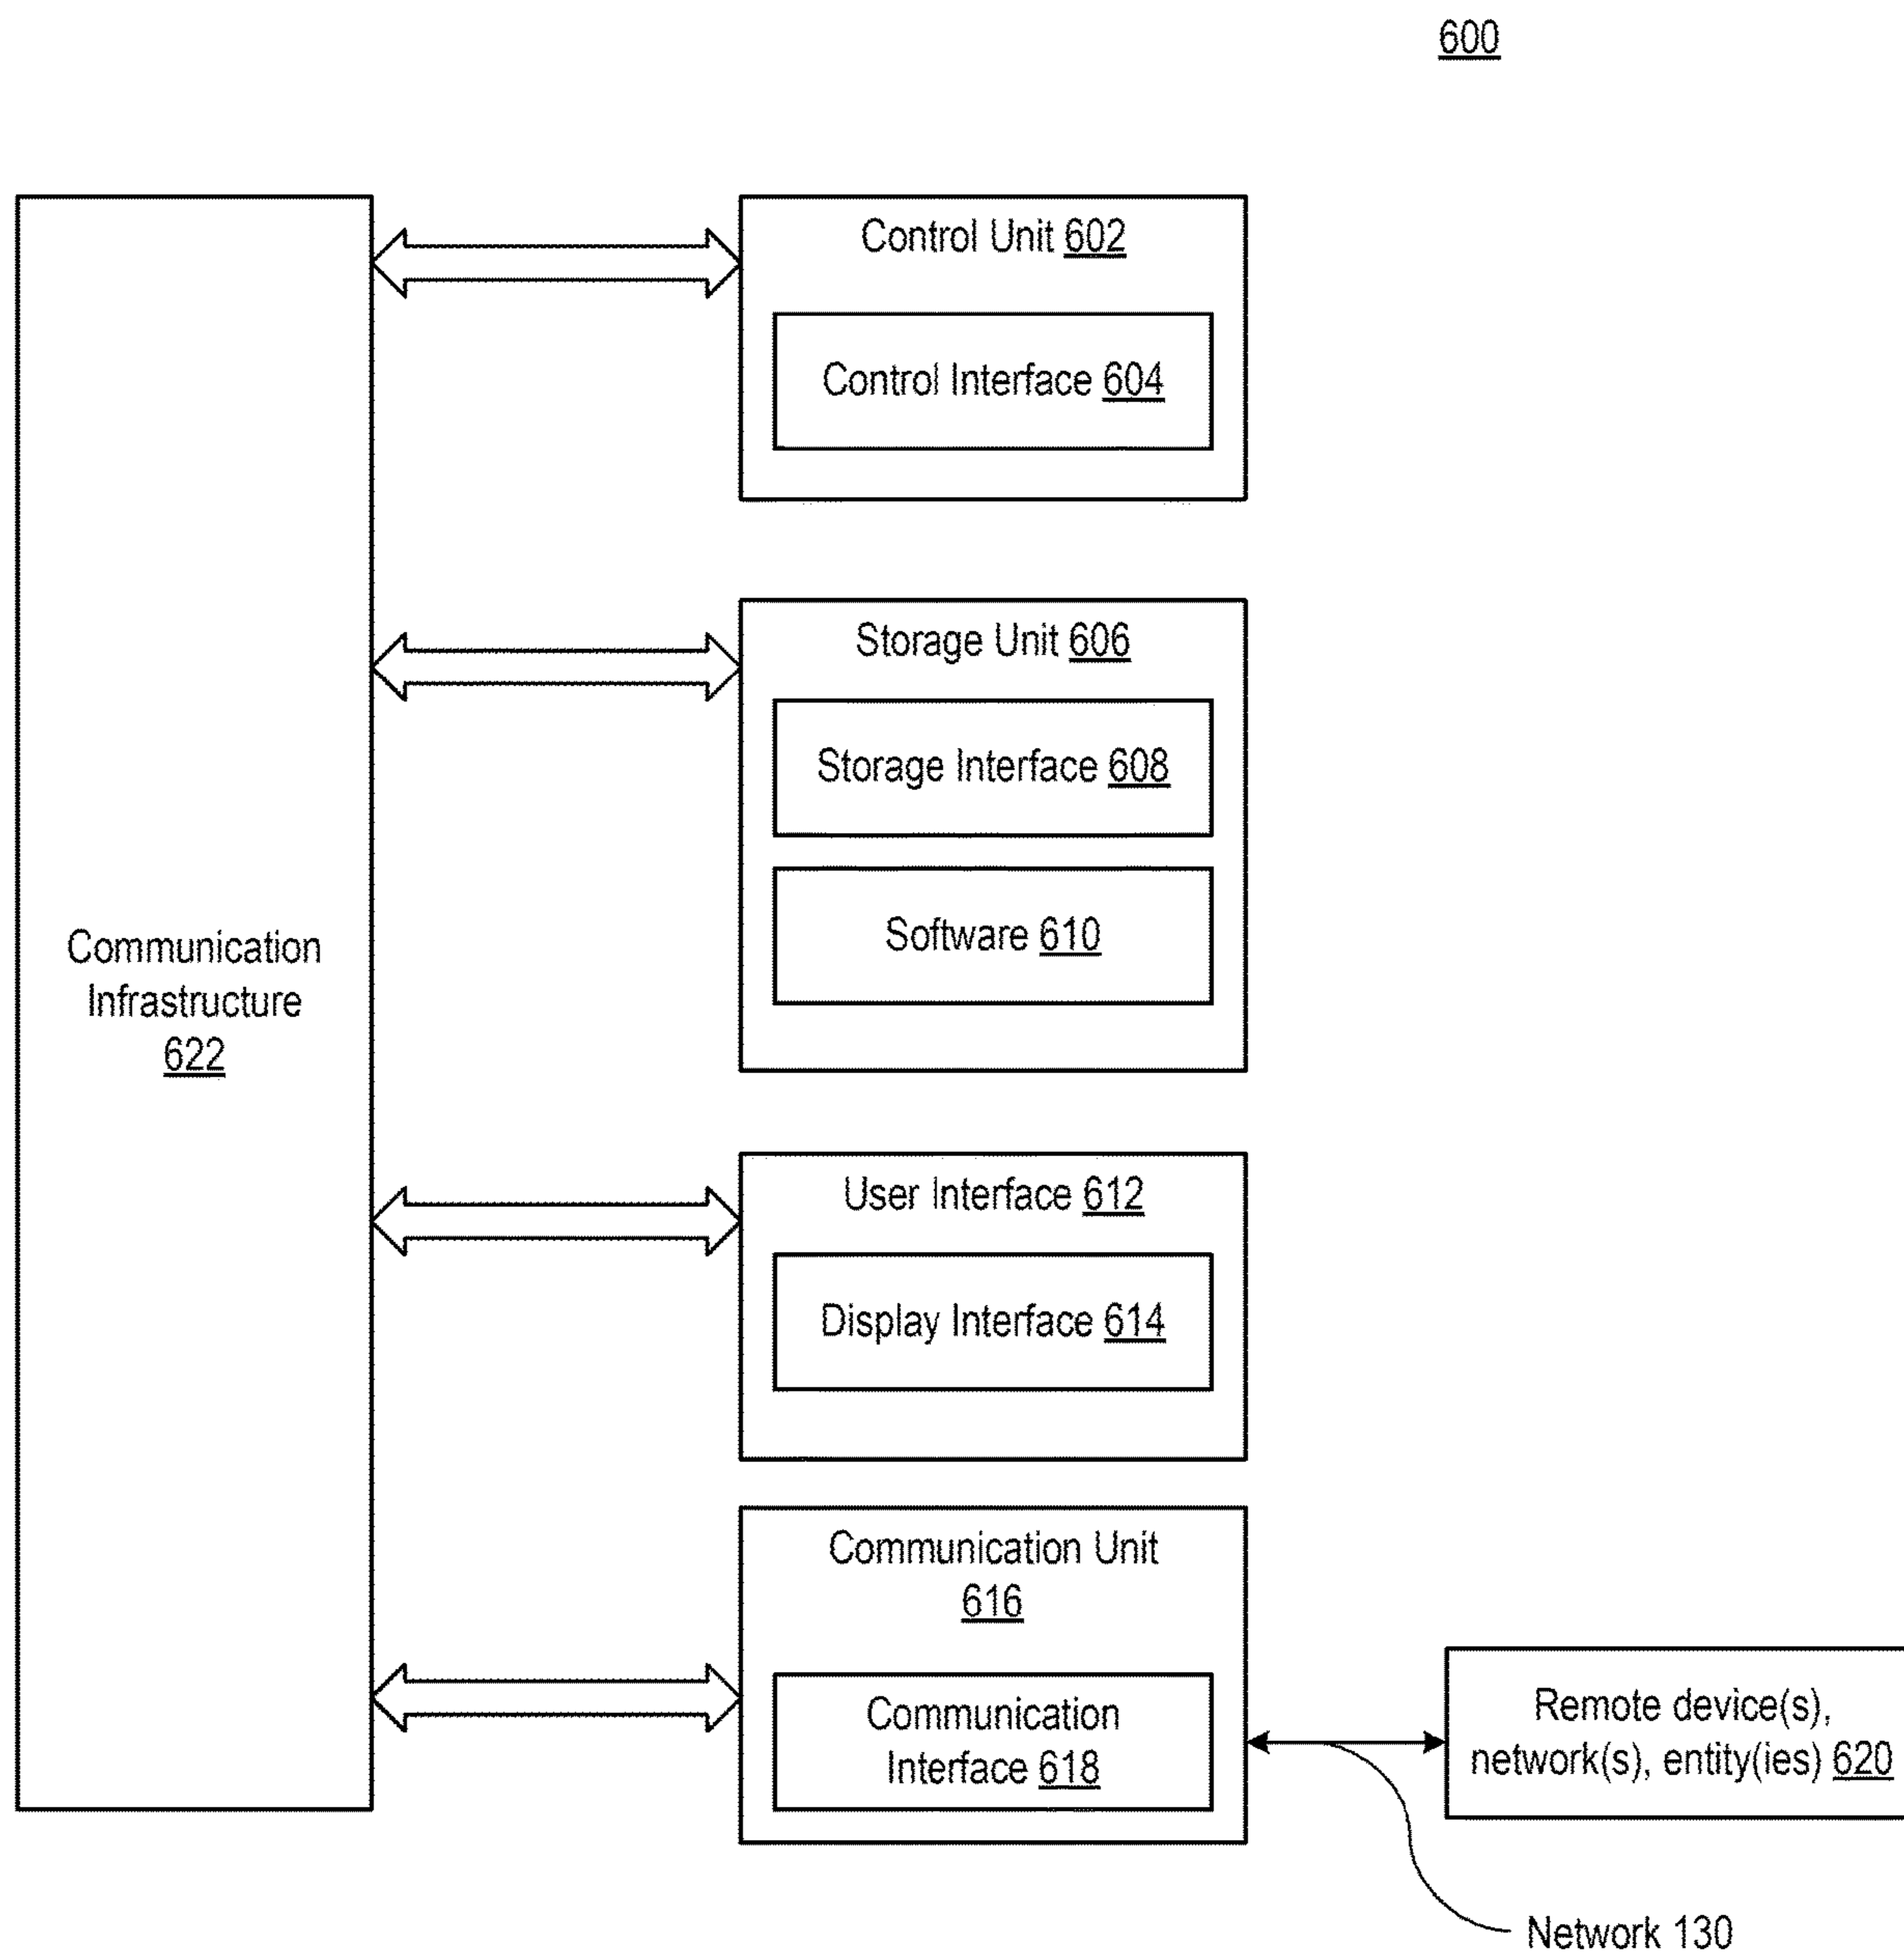 600
Control Unit 602
Control Interface 604
Storage Unit 606
Storage Interface 608
Software 610
Communication
Infrastructure
622
User Interface 612
Display Interface 614
Communication Unit
616
Communication
Interface 618
Remote device(s),
network(s), entity(ies) 620
Network 130